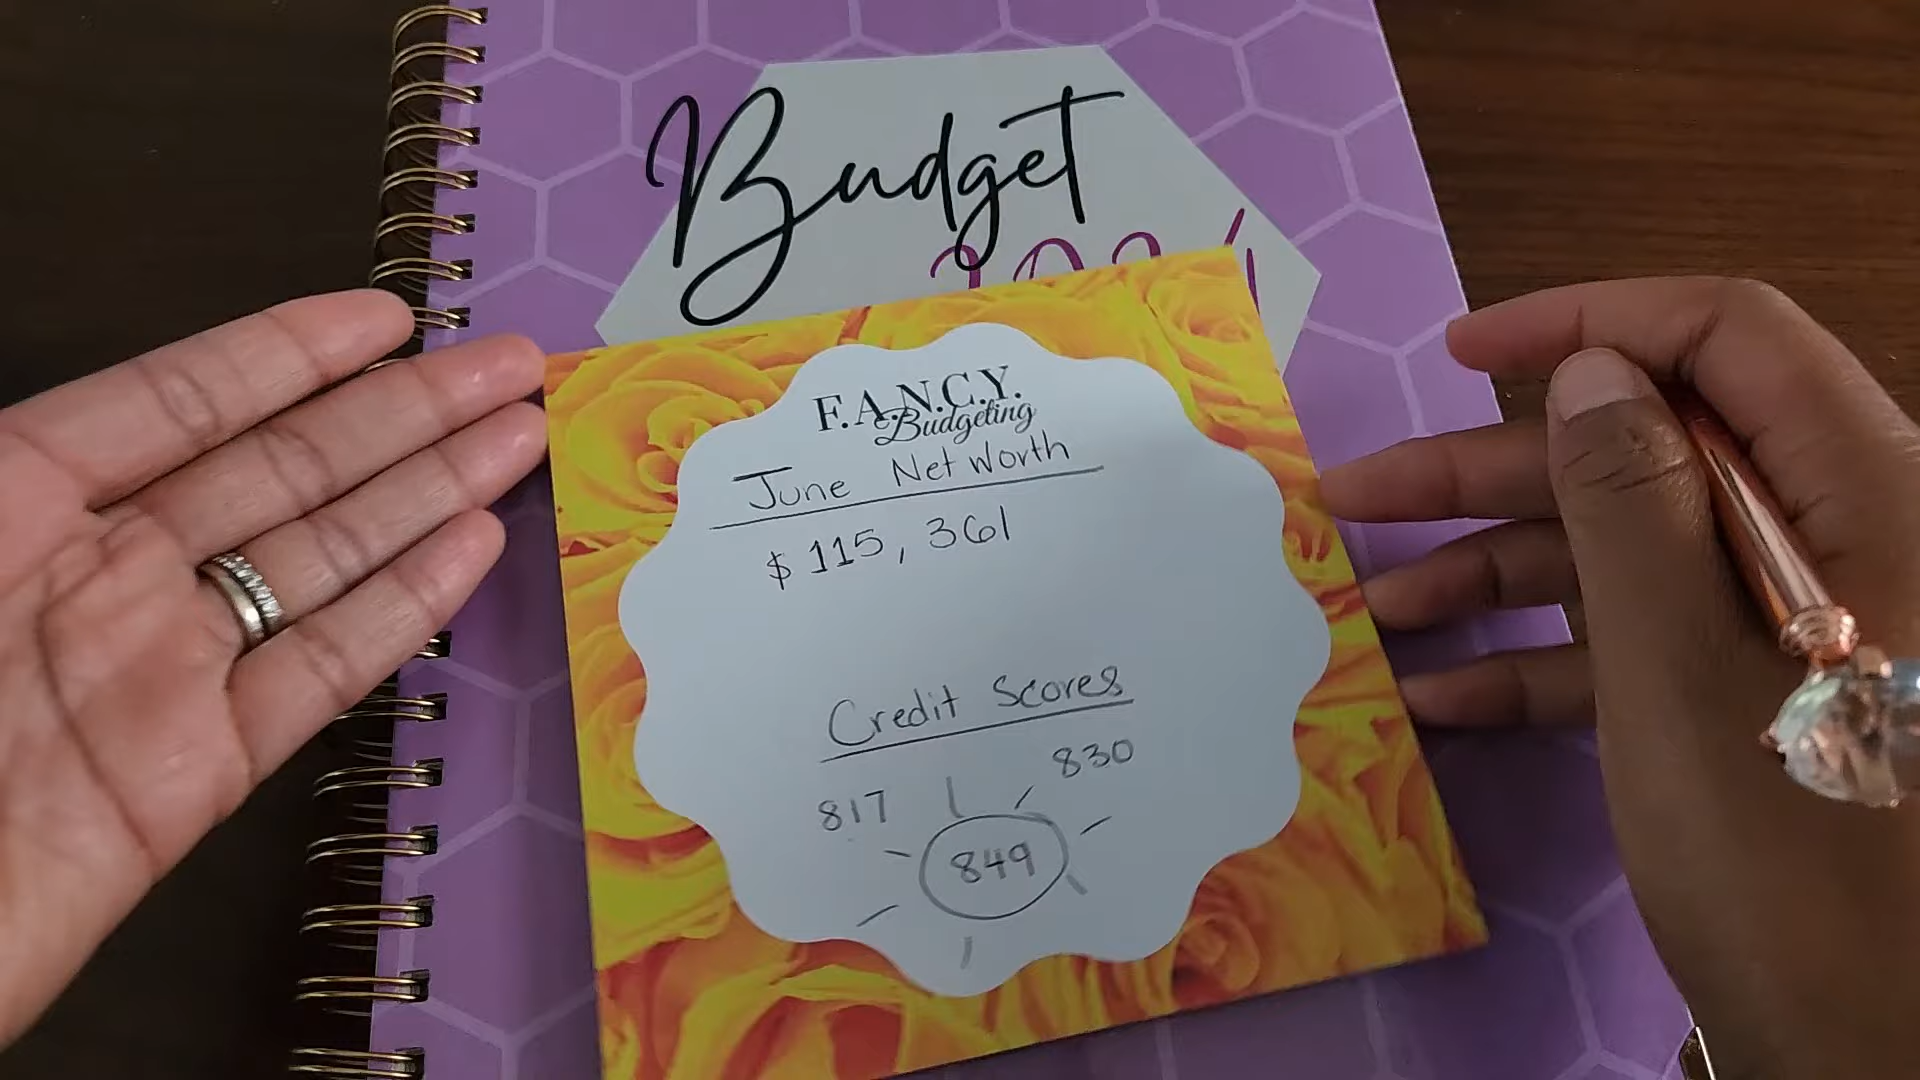 Budget
F.A.N.C.Y.
Budgeting
June Net Worth
$ 115, 361
Credit Scores
817
830
849